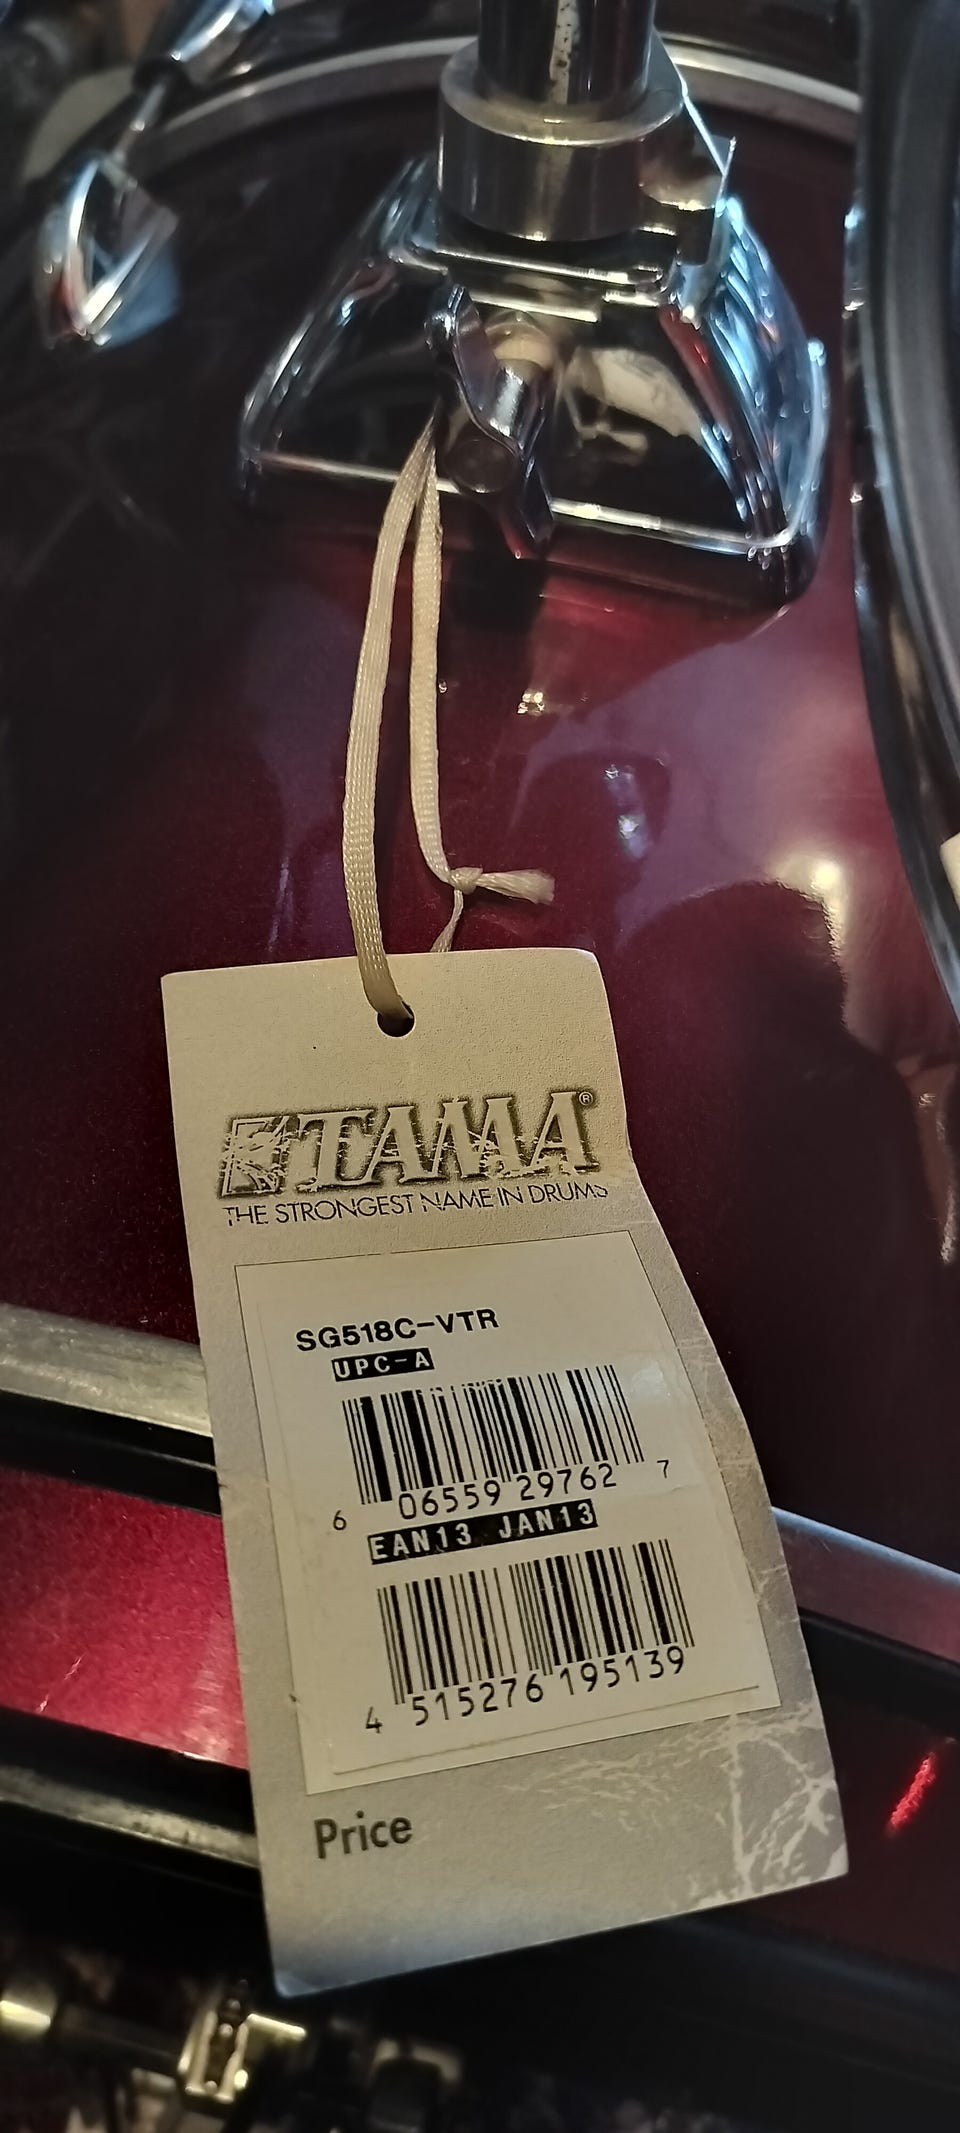 TAMA®
THE STRONGEST NAME IN DRUMS
SG518C-VTR
UPC-A
6 06559 29762 7
EAN13 JAN13
4 515276 195139
Price